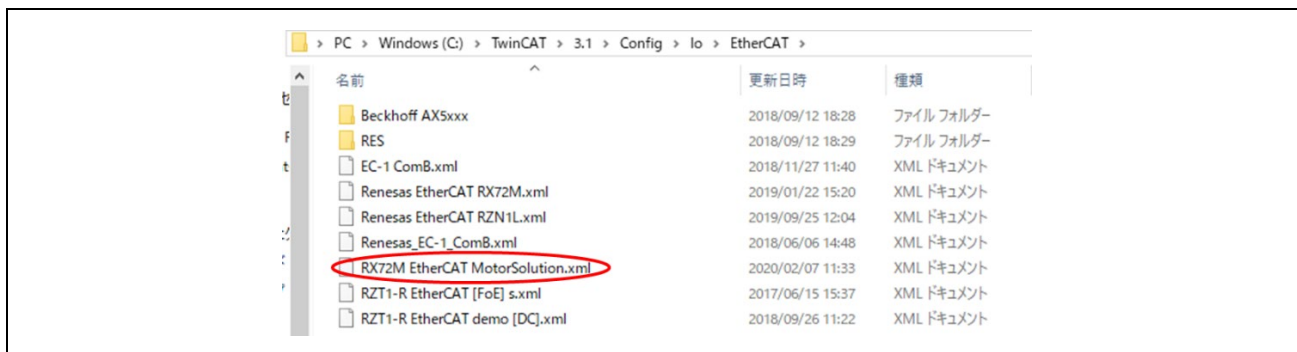 > PC > Windows (C:) > TwinCAT > 3.1 > Config > Io > EtherCAT >
名前 更新日時 種類
Beckhoff AX5xxx 2018/09/12 18:28 ファイル フォルダー
RES 2018/09/12 18:29 ファイル フォルダー
EC-1 ComB.xml 2018/11/27 11:40 XML ドキュメント
Renesas EtherCAT RX72M.xml 2019/01/22 15:20 XML ドキュメント
Renesas EtherCAT RZN1L.xml 2019/09/25 12:04 XML ドキュメント
Renesas_EC-1_ComB.xml 2018/06/06 14:48 XML ドキュメント
RX72M EtherCAT MotorSolution.xml 2020/02/07 11:33 XML ドキュメント
RZT1-R EtherCAT [FoE] s.xml 2017/06/15 15:37 XML ドキュメント
RZT1-R EtherCAT demo [DC].xml 2018/09/26 11:22 XML ドキュメント